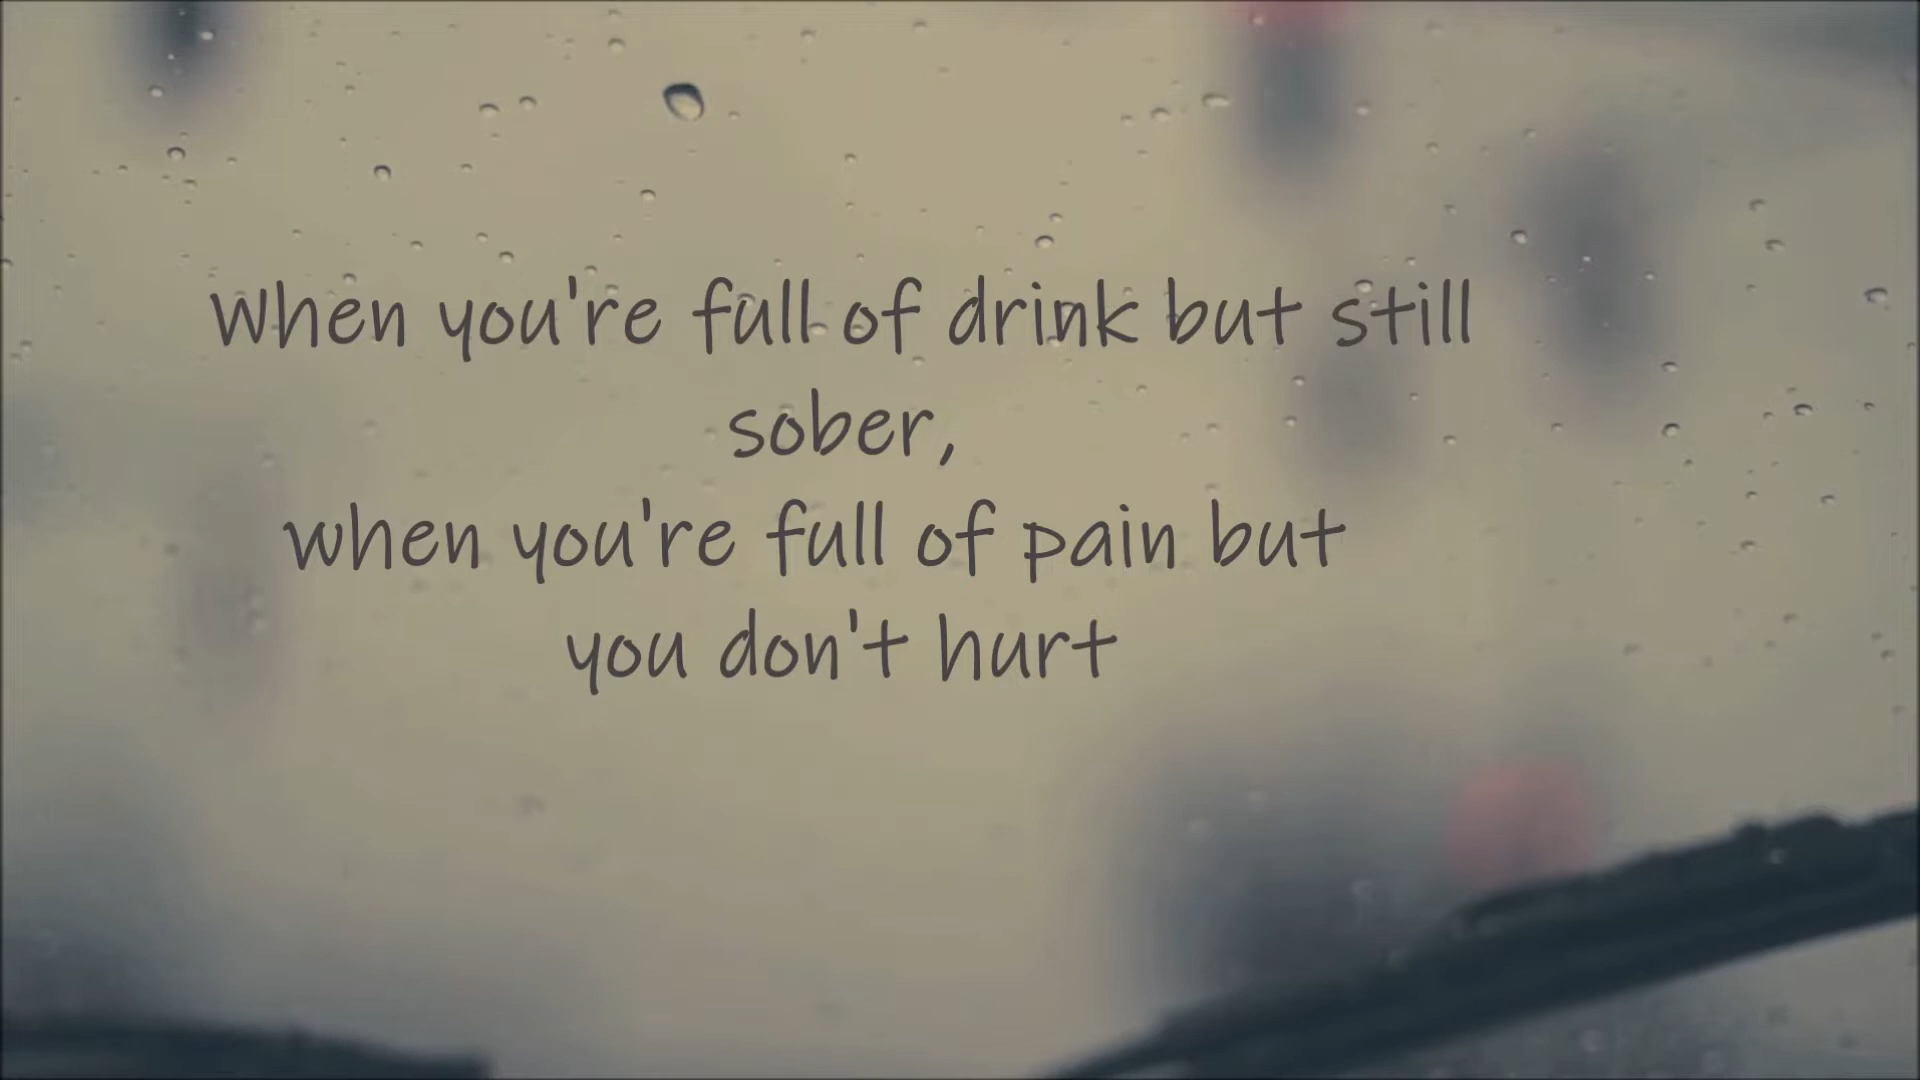 When you're full of drink but still
sober,
when you're full of pain but
you don't hurt